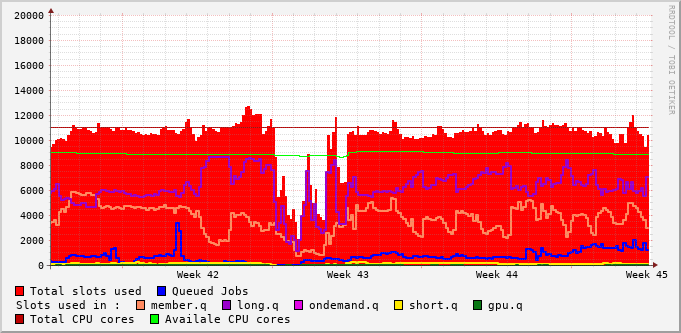 RRDTOOL / TOBI OETIKER
20000
18000
16000
14000
12000
10000
8000
6000
4000
2000
0
Week 42 Week 43 Week 44 Week 45
Total slots used Queued Jobs
Slots used in : member.q long.q ondemand.q short.q gpu.q
Total CPU cores Availale CPU cores